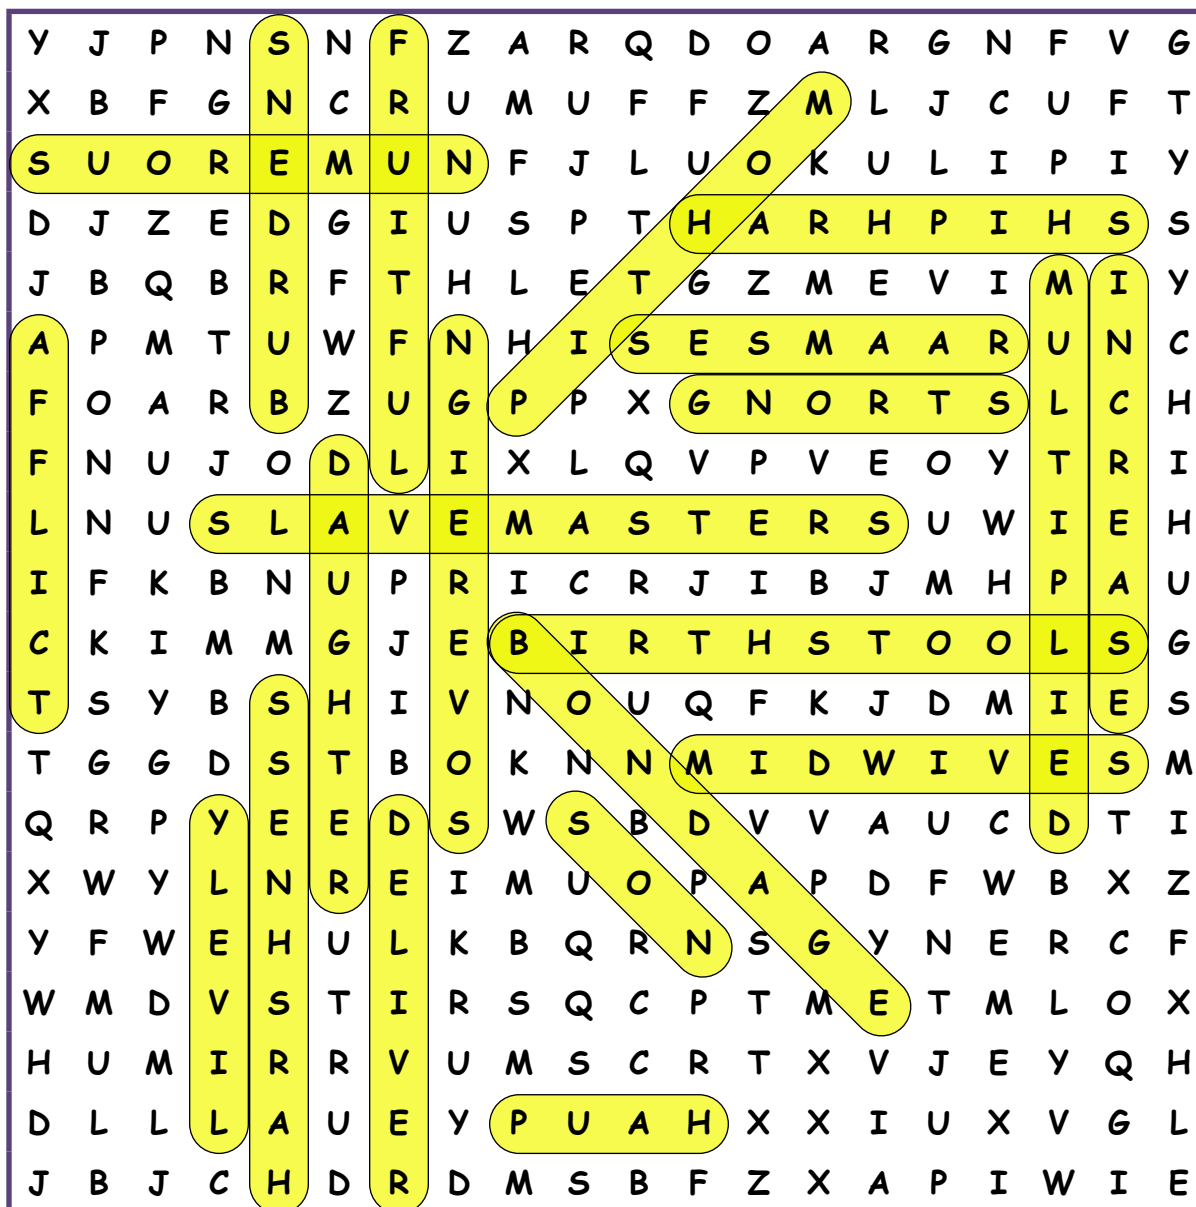 Y J P N S N F Z A R Q D O A R G N F V G
X B F G N C R U M U F F Z M L J C U F T
S U O R E M U N F J L U O K U L I P I Y
D J Z E D G I U S P T H A R H P I H S S
J B Q B R F T H L E T G Z M E V I M I Y
A P M T U W F N H I S E S M A A R U N C
F O A R B Z U G P P X G N O R T S L C H
F N U J O D L I X L Q V P V E O Y T R I
L N U S L A V E M A S T E R S U W I E H
I F K B N U P R I C R J I B J M H P A U
C K I M M G J E B I R T H S T O O L S G
T S Y B S H I V N O U Q F K J D M I E S
T G G D S T B O K N N M I D W I V E S M
Q R P Y E E D S W S B D V V A U C D T I
X W Y L N R E I M U O P A P D F W B X Z
Y F W E H U L K B Q R N S G Y N E R C F
W M D V S T I R S Q C P T M E T M L O X
H U M I R R V U M S C R T X V J E Y Q H
D L L L A U E Y P U A H X X I U X V G L
J B J C H D R D M S B F Z X A P I W I E